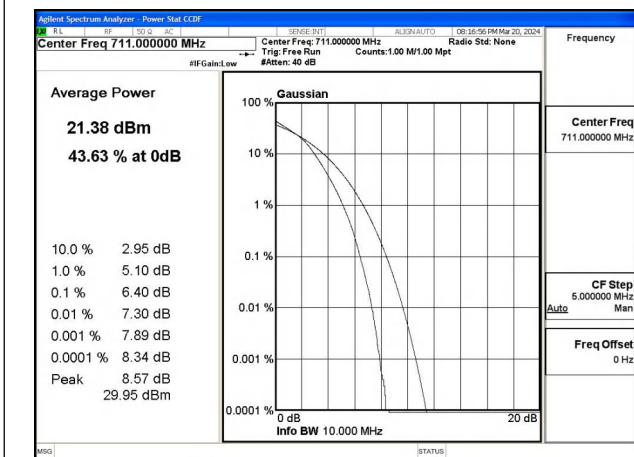 Agilent Spectrum Analyzer - Power Stat CCDF
RL RF 50 Ω AC SENSE:INT ALIGNAUTO 08:16:56 PM Mar 20, 2024
Center Freq 711.000000 MHz
Center Freq: 711.000000 MHz Radio Std: None
Trig: Free Run Counts:1.00 M/1.00 Mpt
#IFGain:Low #Atten: 40 dB
Frequency
Average Power
21.38 dBm
43.63 % at 0dB
10.0 % 2.95 dB
1.0 % 5.10 dB
0.1 % 6.40 dB
0.01 % 7.30 dB
0.001 % 7.89 dB
0.0001 % 8.34 dB
Peak 8.57 dB
29.95 dBm
Gaussian
100 %
10 %
1 %
0.1 %
0.01 %
0.001 %
0.0001 %
0 dB 20 dB
Info BW 10.000 MHz
Center Freq
711.000000 MHz
CF Step
5.000000 MHz
Auto Man
Freq Offset
0 Hz
MSG STATUS